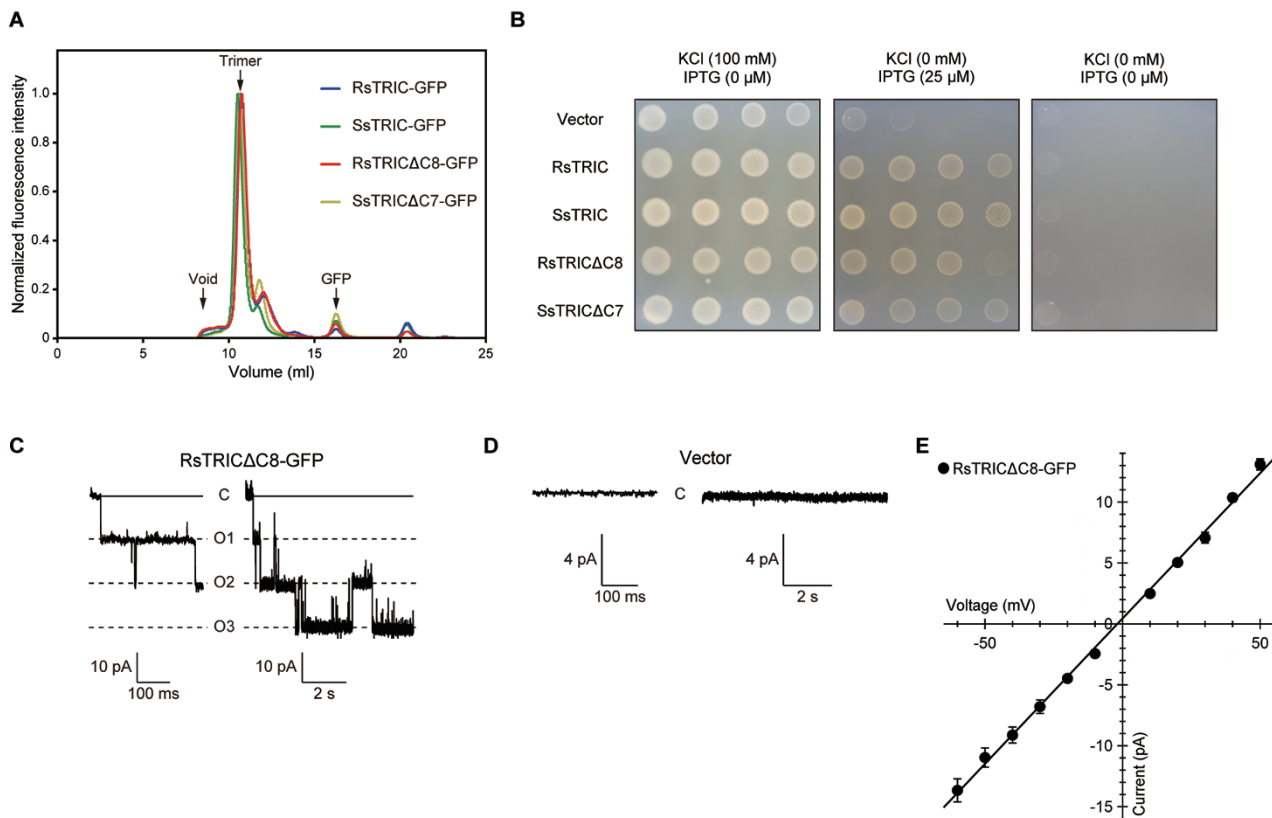 A
Normalized fluorescence intensity
1.0
0.8
0.6
0.4
0.2
0
0
5
10
15
20
25
Volume (ml)
Void
Trimer
GFP
RsTRIC-GFP
SsTRIC-GFP
RsTRICΔC8-GFP
SsTRICΔC7-GFP
B
KCl (100 mM)
IPTG (0 μM)
KCl (0 mM)
IPTG (25 μM)
KCl (0 mM)
IPTG (0 μM)
Vector
RsTRIC
SsTRIC
RsTRICΔC8
SsTRICΔC7
C
RsTRICΔC8-GFP
C
O1
O2
O3
10 pA
100 ms
10 pA
2 s
D
Vector
C
4 pA
100 ms
4 pA
2 s
E
RsTRICΔC8-GFP
Voltage (mV)
-50
0
50
10
5
-5
-10
-15
Current (pA)